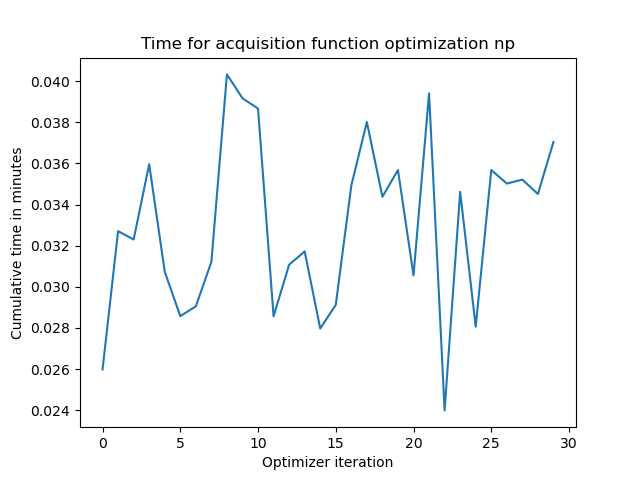 Time for acquisition function optimization np
Cumulative time in minutes
0.040
0.038
0.036
0.034
0.032
0.030
0.028
0.026
0.024
0 5 10 15 20 25 30
Optimizer iteration